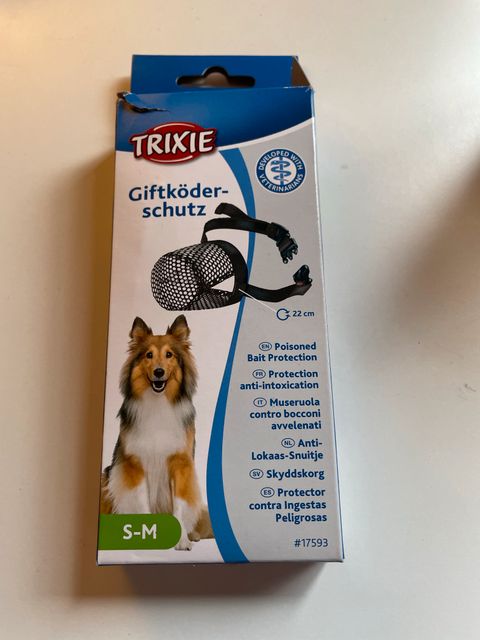 TRIXIE
DEVELOPED WITH
VETERINARIANS
Giftköder-
schutz
22 cm
EN Poisoned
Bait Protection
FR Protection
anti-intoxication
IT Museruola
contro bocconi
avvelenati
NL Anti-
Lokaas-Snuitje
SV Skyddskorg
ES Protector
contra Ingestas
Peligrosas
S-M
#17593